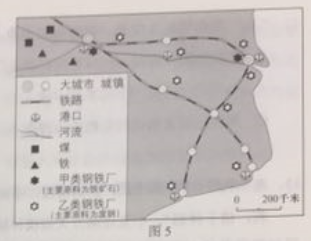 大城市 城镇
铁路
港口
河流
煤
铁
甲类钢铁厂
(主要原料为铁矿石)
乙类钢铁厂
(主要原料为废钢)
0 200千米
图5